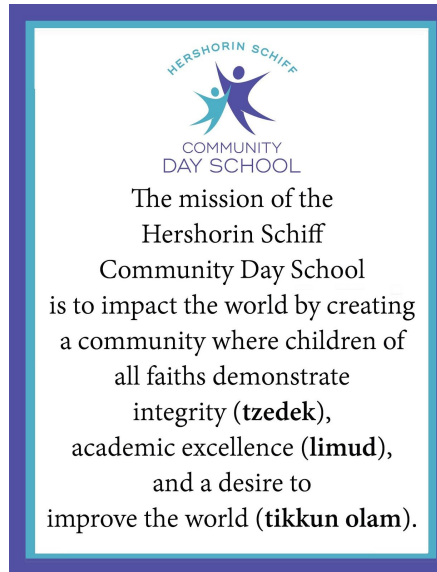 HERSHORIN SCHIFF
COMMUNITY
DAY SCHOOL
The mission of the
Hershorin Schiff
Community Day School
is to impact the world by creating
a community where children of
all faiths demonstrate
integrity (tzedek),
academic excellence (limud),
and a desire to
improve the world (tikkun olam).